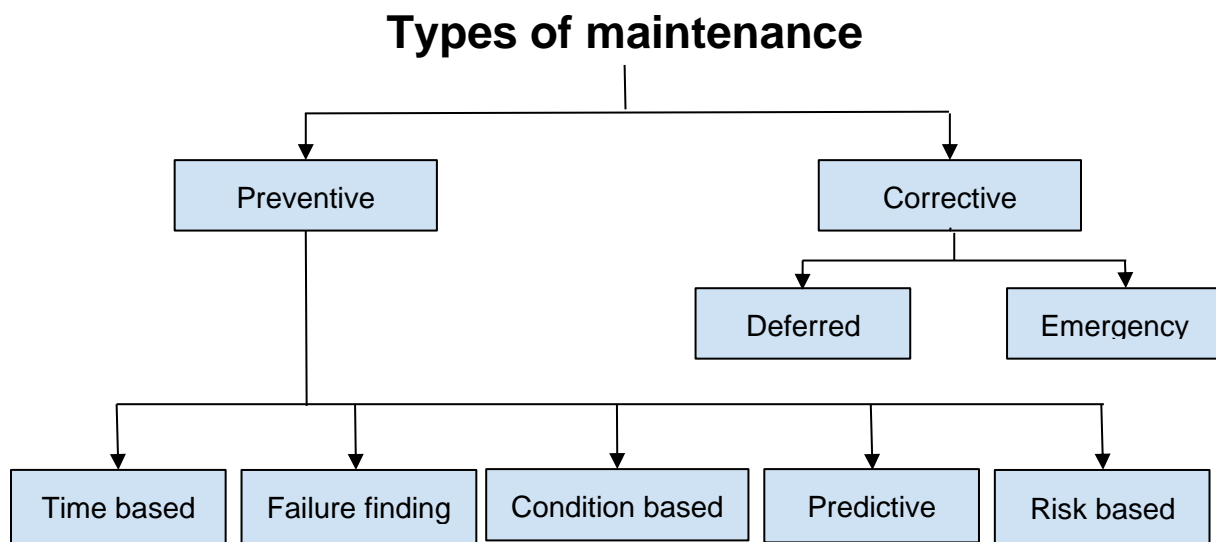 Types of maintenance
Preventive
Corrective
Deferred
Emergency
Time based
Failure finding
Condition based
Predictive
Risk based